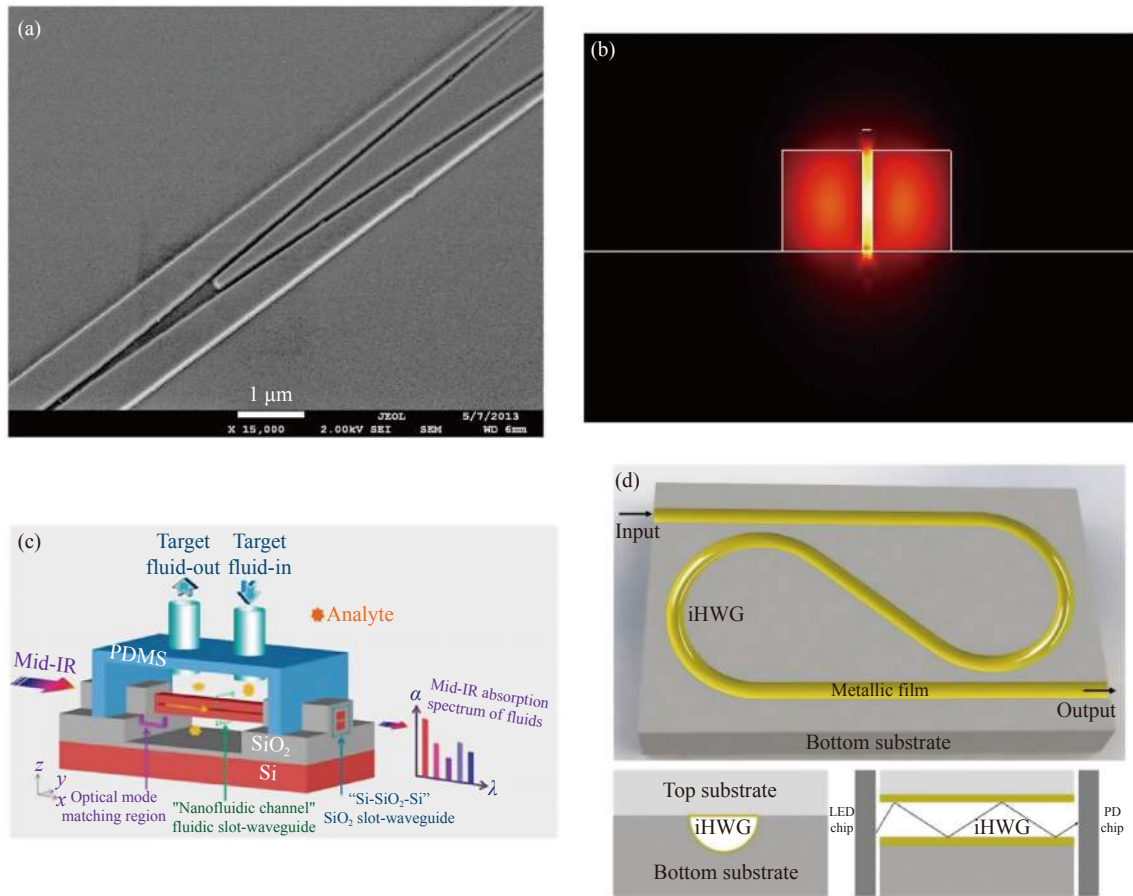 (a)
1 μm
JEOL 5/7/2013
X 15,000 2.00kV SEI SEM WD 6mm
(b)
(c)
Target
fluid-out
Target
fluid-in
Analyte
PDMS
Mid-IR
Mid-IR absorption
spectrum of fluids
α
λ
SiO₂
Si
z
y
x
Optical mode
matching region
"Nanofluidic channel"
fluidic slot-waveguide
“Si-SiO₂-Si”
SiO₂ slot-waveguide
(d)
Input
iHWG
Metallic film
Output
Bottom substrate
Top substrate
iHWG
Bottom substrate
LED
chip
iHWG
PD
chip